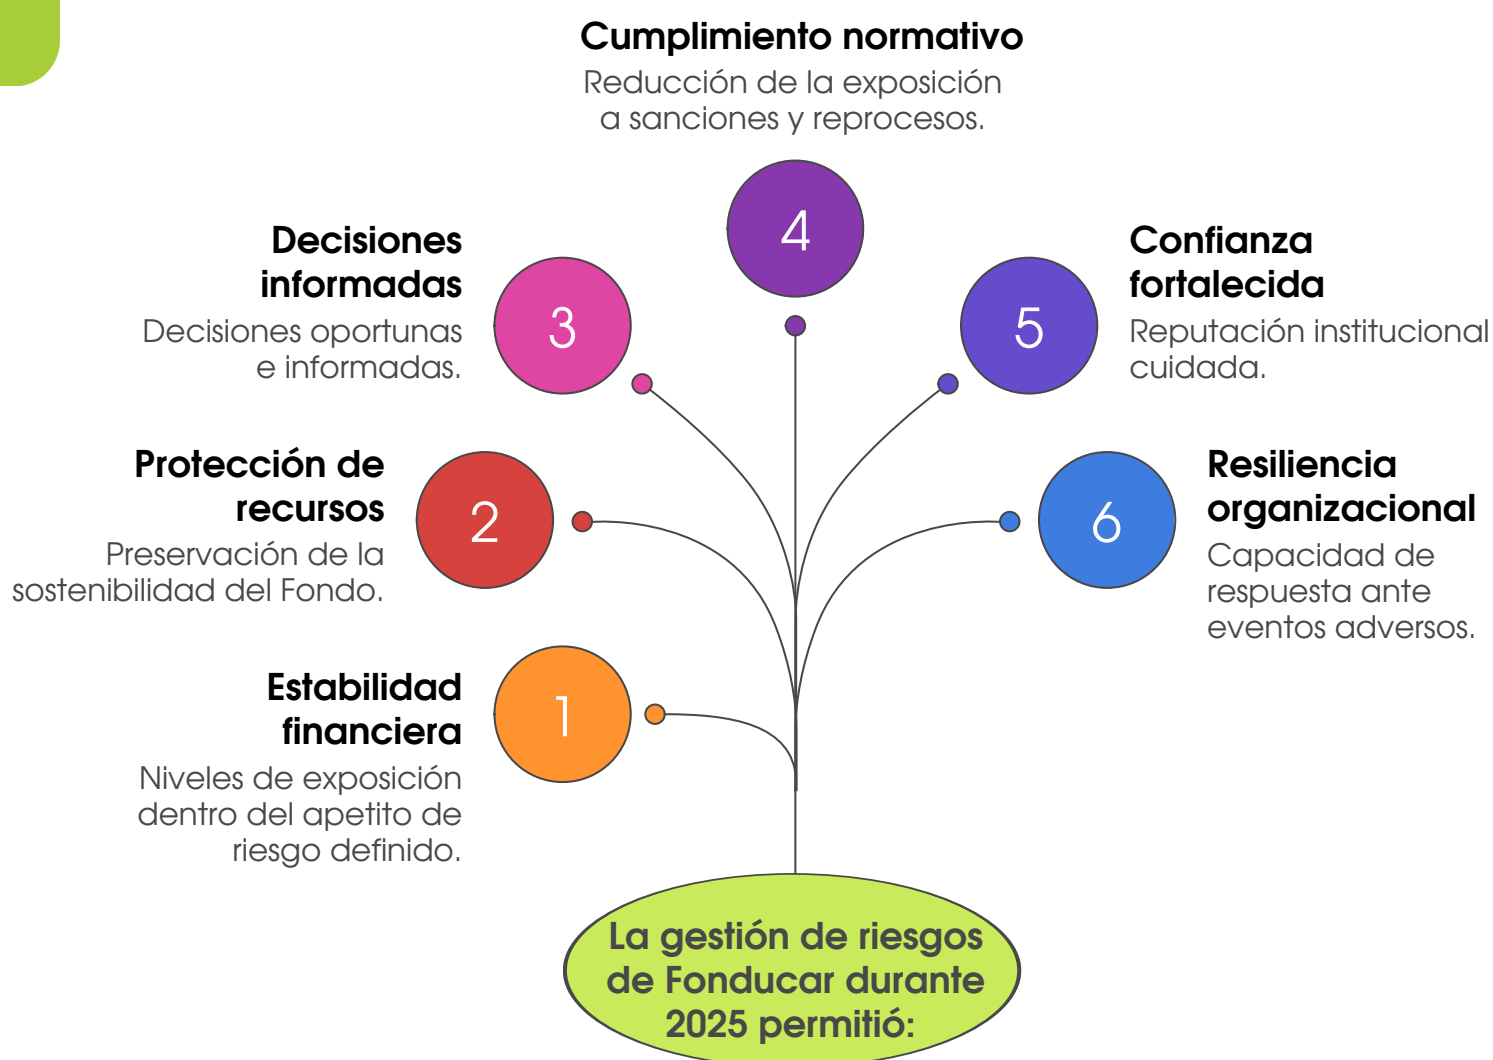 Cumplimiento normativo
Reducción de la exposición
a sanciones y reprocesos.
4
Decisiones
informadas
Decisiones oportunas
e informadas.
3
Confianza
fortalecida
Reputación institucional
cuidada.
5
Protección de
recursos
Preservación de la
sostenibilidad del Fondo.
2
Resiliencia
organizacional
Capacidad de
respuesta ante
eventos adversos.
6
Estabilidad
financiera
Niveles de exposición
dentro del apetito de
riesgo definido.
1
La gestión de riesgos
de Fonducar durante
2025 permitió: